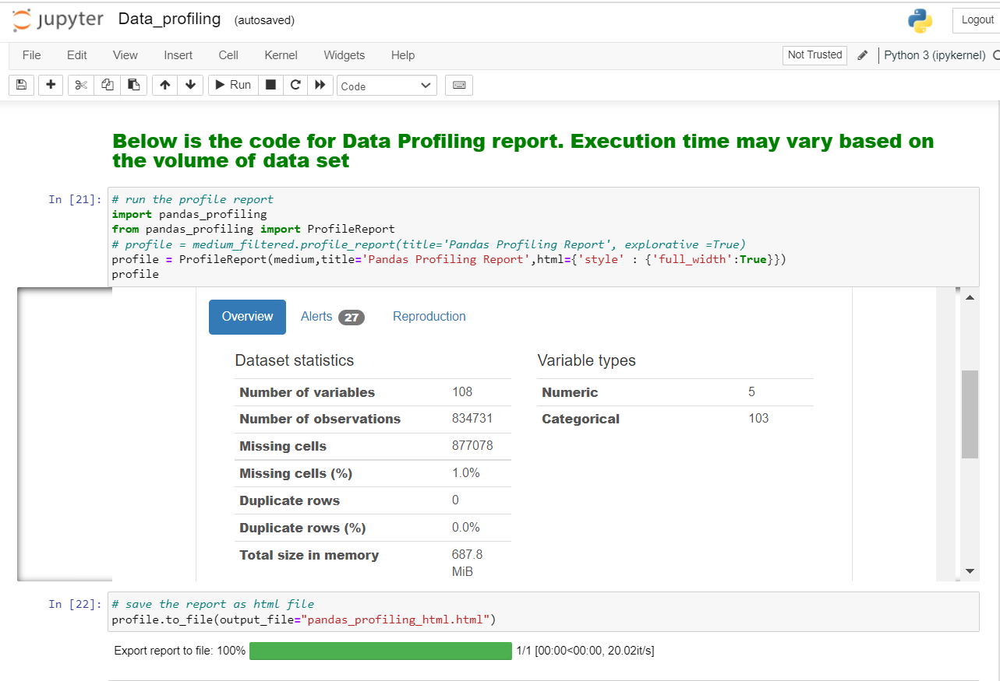 jupyter Data_profiling (autosaved)
Logout
File Edit View Insert Cell Kernel Widgets Help
Not Trusted Python 3 (ipykernel)
Run Code
Below is the code for Data Profiling report. Execution time may vary based on
the volume of data set
In [21]: # run the profile report
import pandas_profiling
from pandas_profiling import ProfileReport
# profile = medium_filtered.profile_report(title='Pandas Profiling Report', explorative =True)
profile = ProfileReport(medium,title='Pandas Profiling Report',html={'style' : {'full_width':True}})
profile
Overview Alerts 27 Reproduction
Dataset statistics Variable types
Number of variables 108 Numeric 5
Number of observations 834731 Categorical 103
Missing cells 877078
Missing cells (%) 1.0%
Duplicate rows 0
Duplicate rows (%) 0.0%
Total size in memory 687.8
MiB
In [22]: # save the report as html file
profile.to_file(output_file="pandas_profiling_html.html")
Export report to file: 100% 1/1 [00:00<00:00, 20.02it/s]